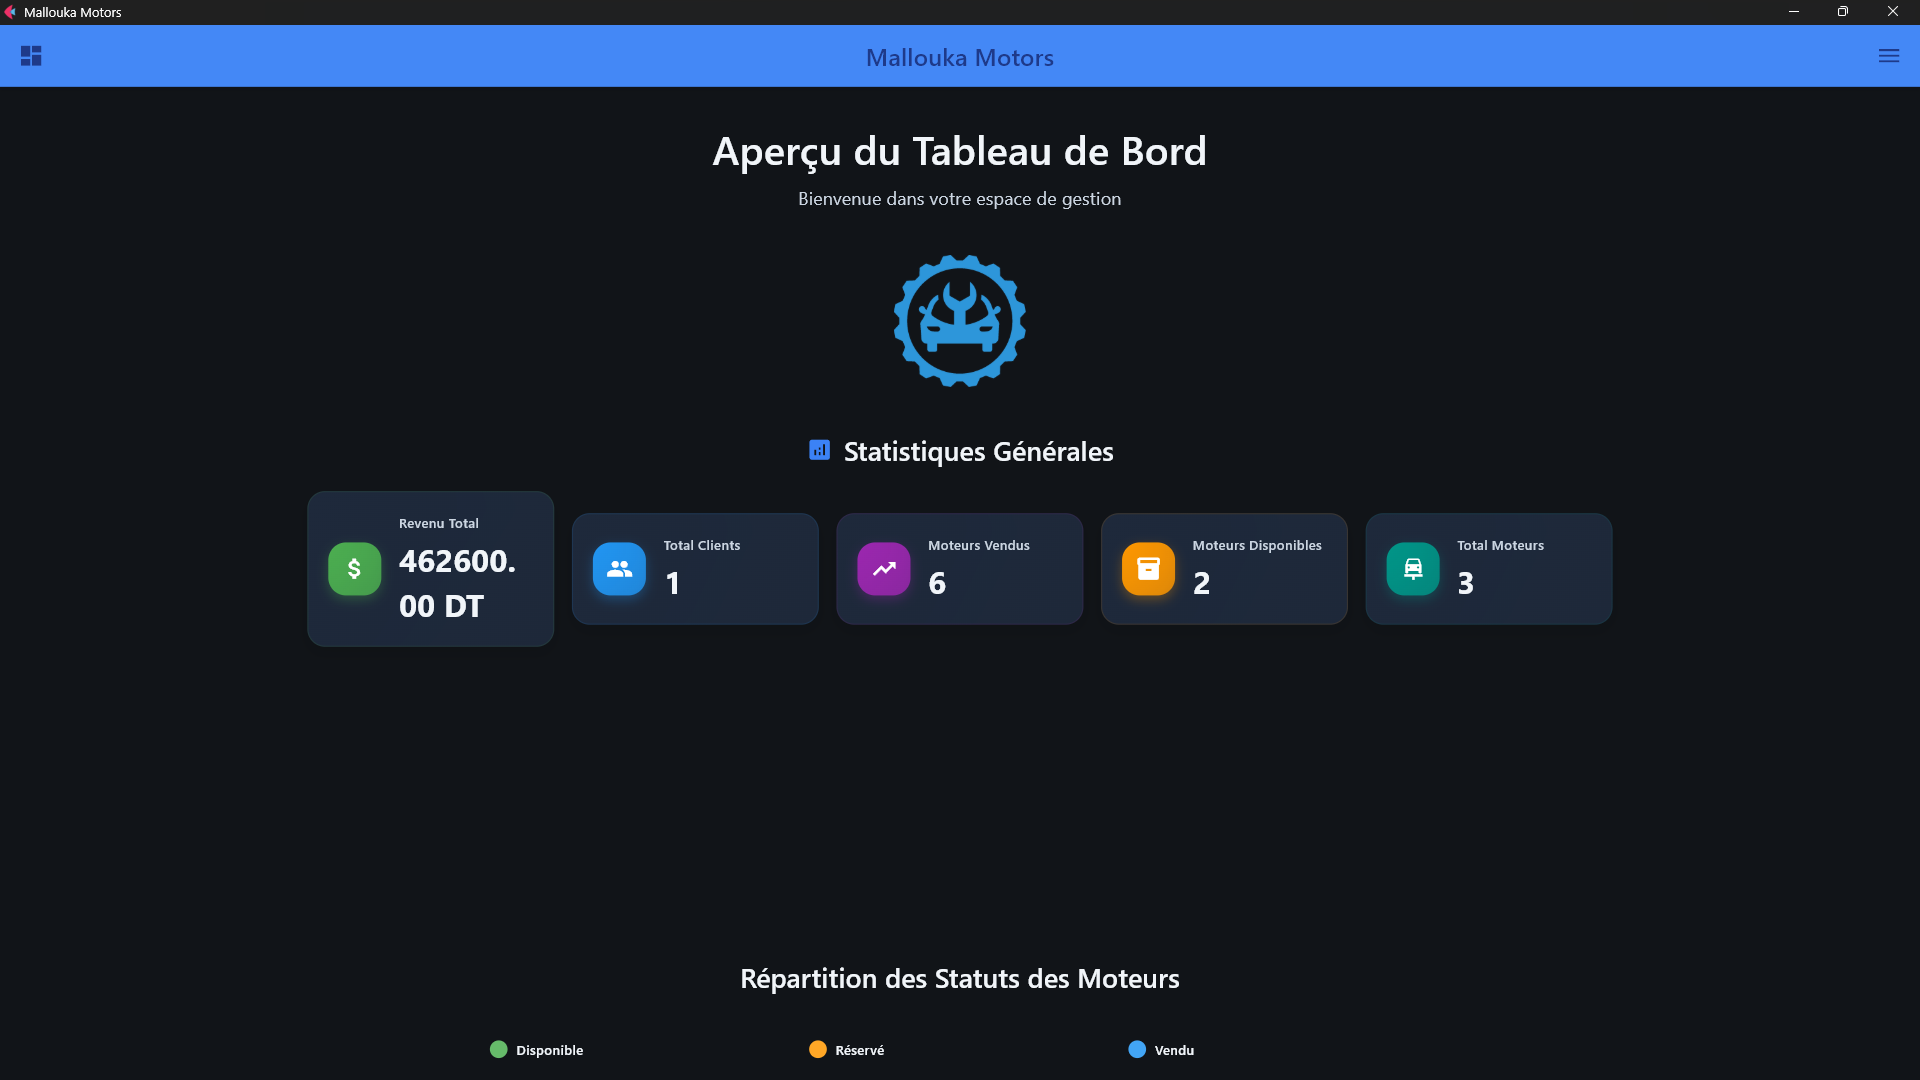 Mallouka Motors
Mallouka Motors
Aperçu du Tableau de Bord
Bienvenue dans votre espace de gestion
Statistiques Générales
Revenu Total
462600.
00 DT
Total Clients
1
Moteurs Vendus
6
Moteurs Disponibles
2
Total Moteurs
3
Répartition des Statuts des Moteurs
Disponible
Réservé
Vendu